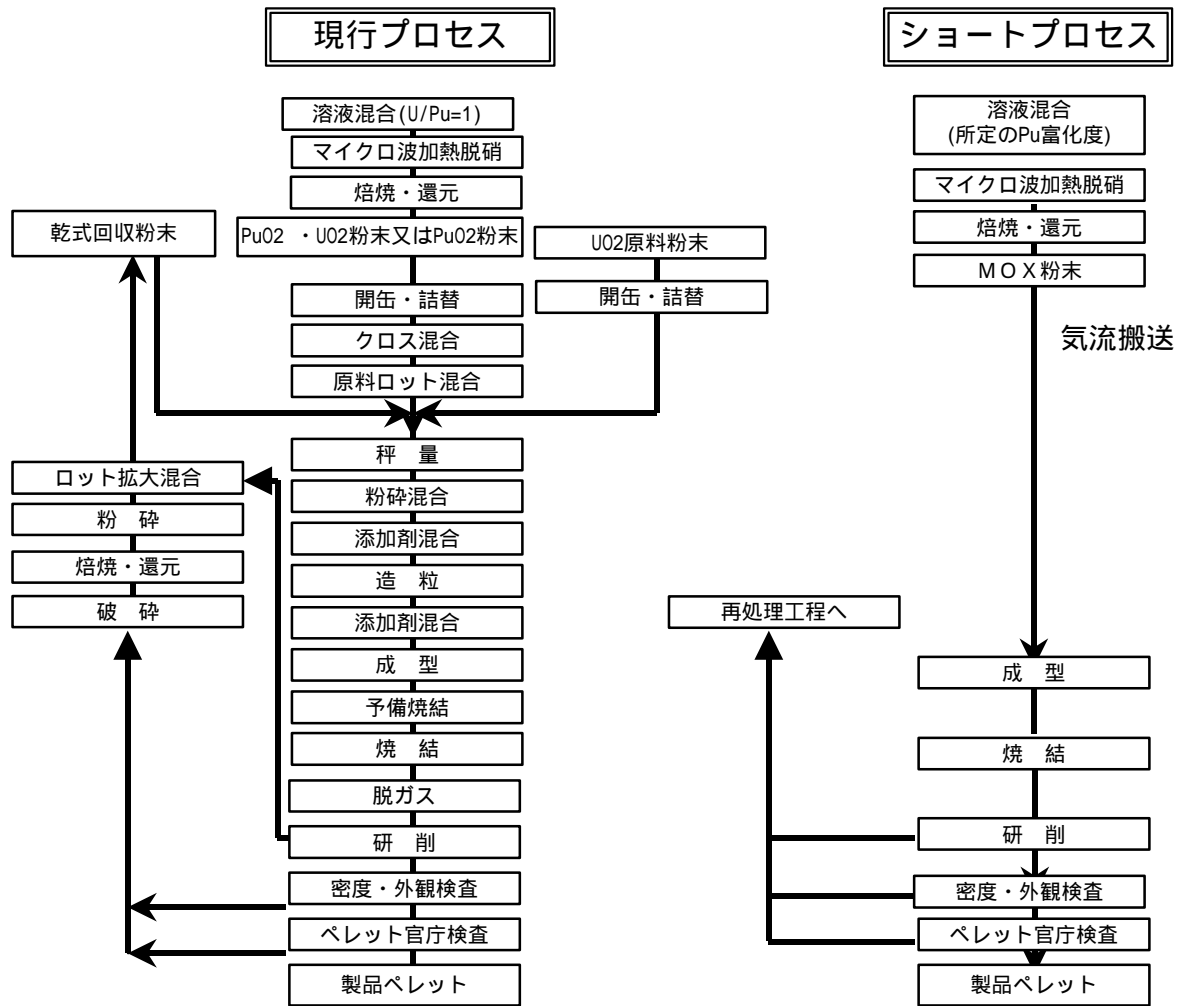 現行プロセス
溶液混合(U/Pu=1)
マイクロ波加熱脱硝
焙焼・還元
PuO2 ・UO2粉末又はPuO2粉末
開缶・詰替
クロス混合
原料ロット混合
秤 量
粉砕混合
添加剤混合
造 粒
添加剤混合
成 型
予備焼結
焼 結
脱ガス
研 削
密度・外観検査
ペレット官庁検査
製品ペレット
乾式回収粉末
ロット拡大混合
粉 砕
焙焼・還元
破 砕
UO2原料粉末
開缶・詰替
ショートプロセス
溶液混合
(所定のPu富化度)
マイクロ波加熱脱硝
焙焼・還元
MOX粉末
気流搬送
成 型
焼 結
研 削
密度・外観検査
ペレット官庁検査
製品ペレット
再処理工程へ